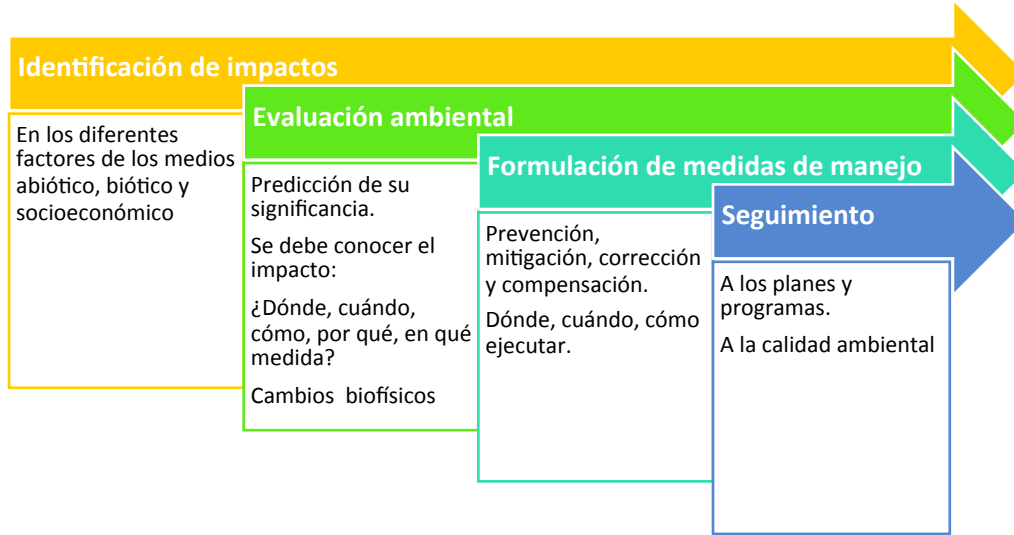 Identificación de impactos
En los diferentes
factores de los medios
abiótico, biótico y
socioeconómico
Evaluación ambiental
Predicción de su
significancia.
Se debe conocer el
impacto:
¿Dónde, cuándo,
cómo, por qué, en qué
medida?
Cambios  biofísicos
Formulación de medidas de manejo
Prevención,
mitigación, corrección
y compensación.
Dónde, cuándo, cómo
ejecutar.
Seguimiento
A los planes y
programas.
A la calidad ambiental